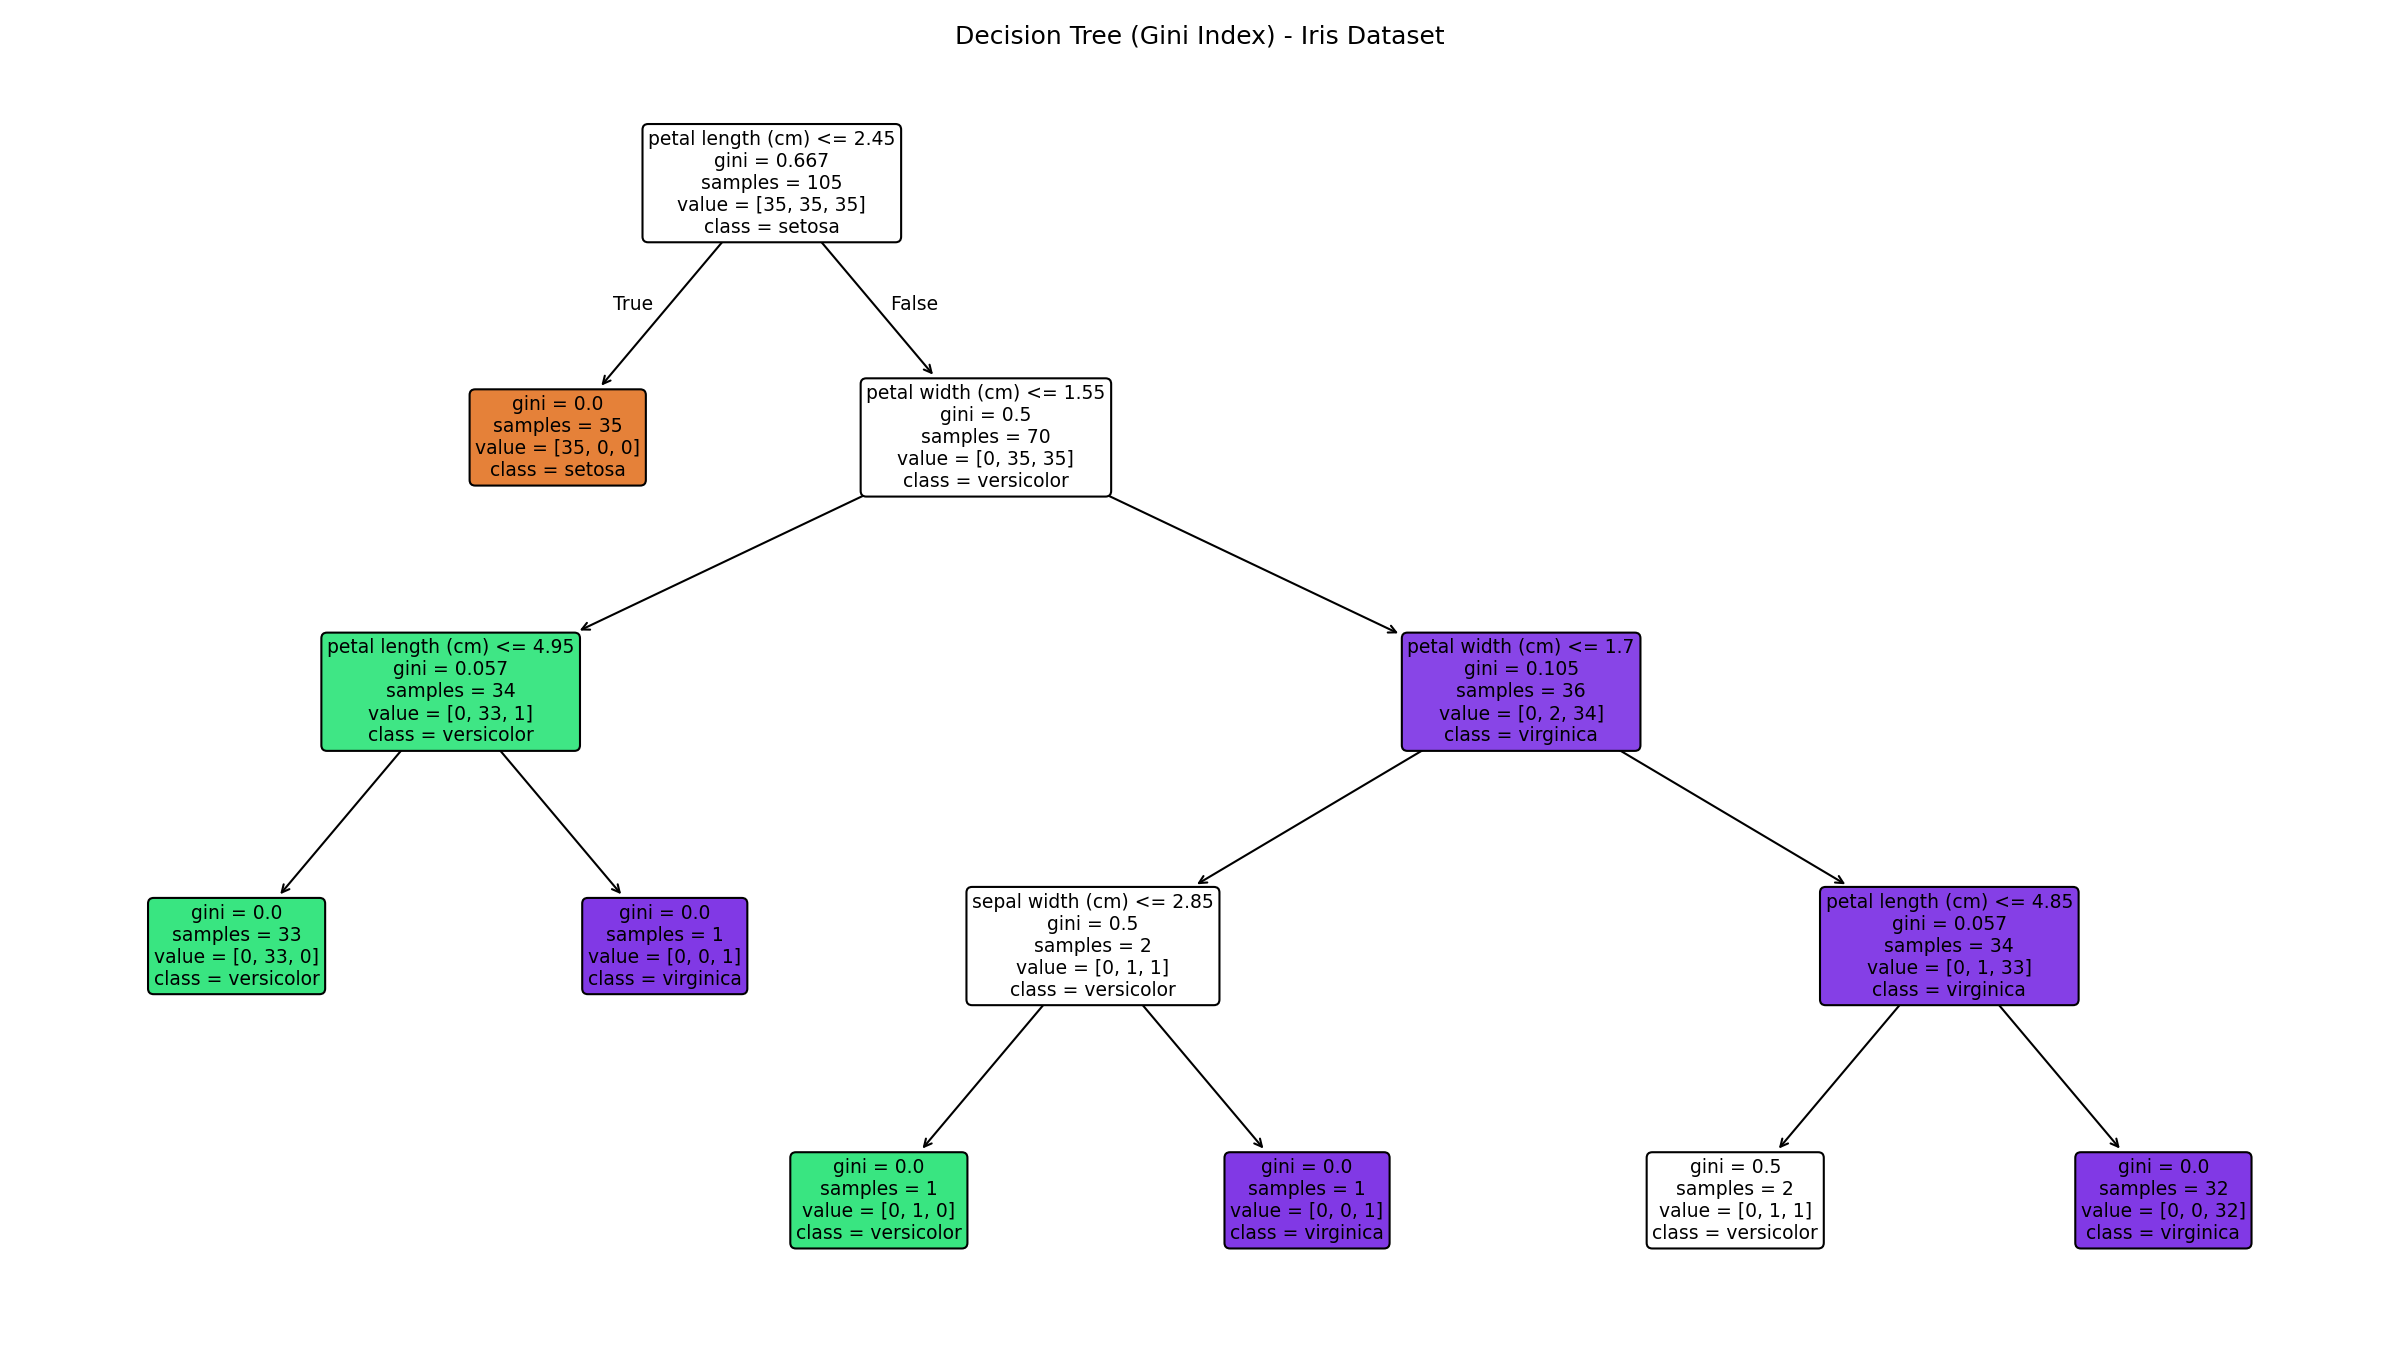 Decision Tree (Gini Index) - Iris Dataset
petal length (cm) <= 2.45
gini = 0.667
samples = 105
value = [35, 35, 35]
class = setosa
True
False
gini = 0.0
samples = 35
value = [35, 0, 0]
class = setosa
petal width (cm) <= 1.55
gini = 0.5
samples = 70
value = [0, 35, 35]
class = versicolor
petal length (cm) <= 4.95
gini = 0.057
samples = 34
value = [0, 33, 1]
class = versicolor
petal width (cm) <= 1.7
gini = 0.105
samples = 36
value = [0, 2, 34]
class = virginica
gini = 0.0
samples = 33
value = [0, 33, 0]
class = versicolor
gini = 0.0
samples = 1
value = [0, 0, 1]
class = virginica
sepal width (cm) <= 2.85
gini = 0.5
samples = 2
value = [0, 1, 1]
class = versicolor
petal length (cm) <= 4.85
gini = 0.057
samples = 34
value = [0, 1, 33]
class = virginica
gini = 0.0
samples = 1
value = [0, 1, 0]
class = versicolor
gini = 0.0
samples = 1
value = [0, 0, 1]
class = virginica
gini = 0.5
samples = 2
value = [0, 1, 1]
class = versicolor
gini = 0.0
samples = 32
value = [0, 0, 32]
class = virginica